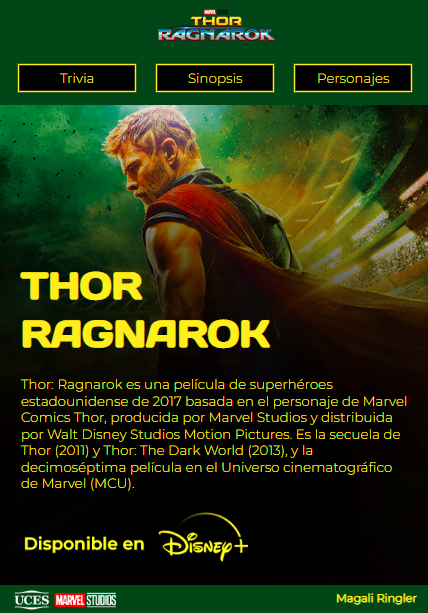 MARVEL STUDIOS
THOR
RAGNAROK
Trivia
Sinopsis
Personajes
THOR
RAGNAROK
Thor: Ragnarok es una película de superhéroes
estadounidense de 2017 basada en el personaje de Marvel
Comics Thor, producida por Marvel Studios y distribuida
por Walt Disney Studios Motion Pictures. Es la secuela de
Thor (2011) y Thor: The Dark World (2013), y la
decimoséptima película en el Universo cinematográfico
de Marvel (MCU).
Disponible en Disney+
UCES MARVEL STUDIOS
Magali Ringler